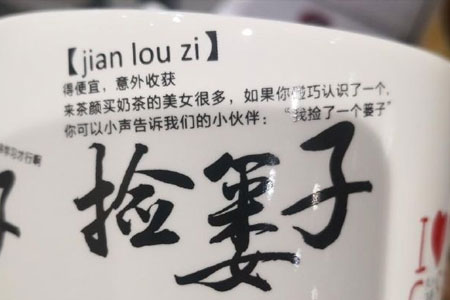 【jian lou zi】
得便宜，意外收获
来茶颜买奶茶的美女很多，如果你碰巧认识了一个，
你可以小声告诉我们的小伙伴：“我捡了一个篓子”
捡篓子
I